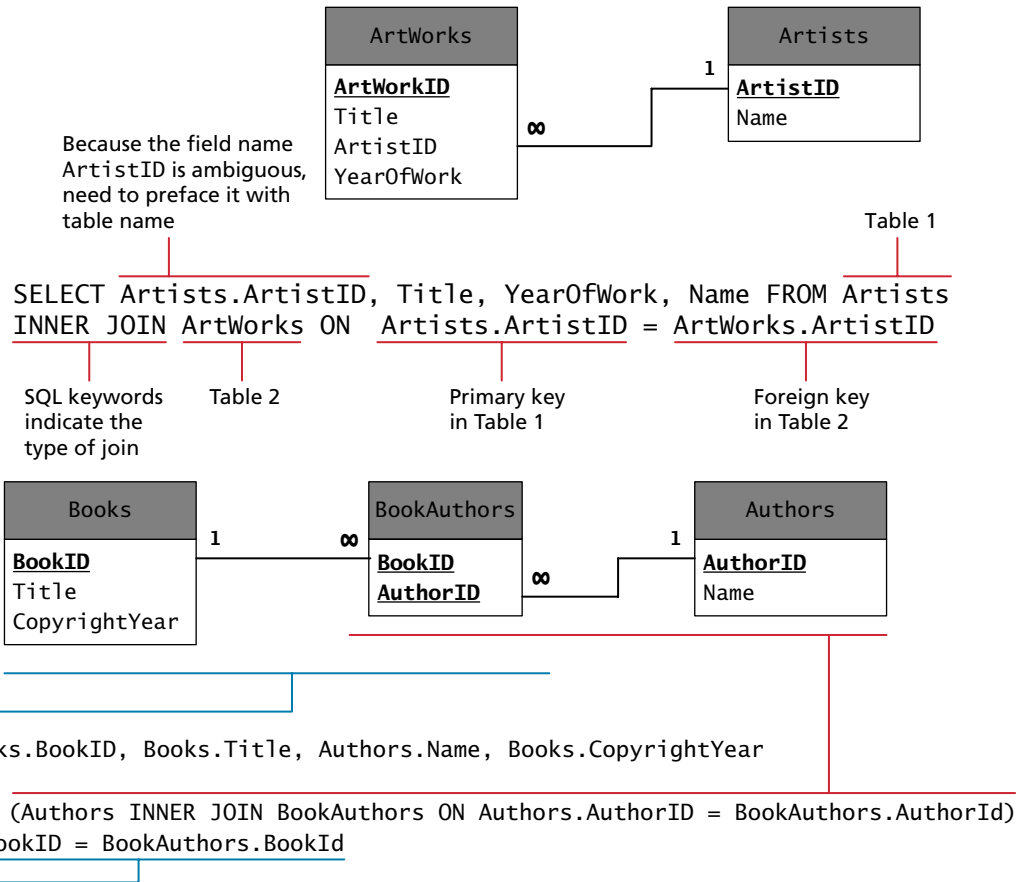 ArtWorks
ArtWorkID
Title
ArtistID
YearOfWork
∞
1
Artists
ArtistID
Name
Because the field name
ArtistID is ambiguous,
need to preface it with
table name
Table 1
SELECT Artists.ArtistID, Title, YearOfWork, Name FROM Artists
INNER JOIN ArtWorks ON Artists.ArtistID = ArtWorks.ArtistID
SQL keywords
indicate the
type of join
Table 2
Primary key
in Table 1
Foreign key
in Table 2
Books
BookID
Title
CopyrightYear
1
∞
BookAuthors
BookID
AuthorID
∞
1
Authors
AuthorID
Name
ks.BookID, Books.Title, Authors.Name, Books.CopyrightYear
(Authors INNER JOIN BookAuthors ON Authors.AuthorID = BookAuthors.AuthorId)
ookID = BookAuthors.BookId